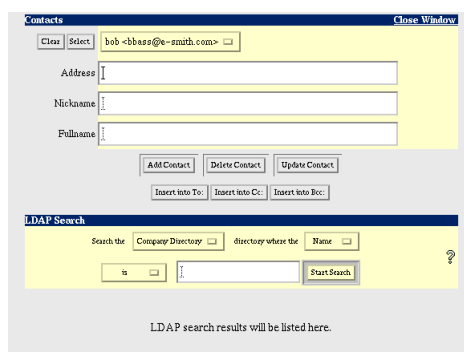 Contacts Close Window
Clear Select bob <bbass@e-smith.com>
Address
Nickname
Fullname
Add Contact Delete Contact Update Contact
Insert into To: Insert into Cc: Insert into Bcc:
LDAP Search
Search the Company Directory directory where the Name
?
is Start Search
LDAP search results will be listed here.